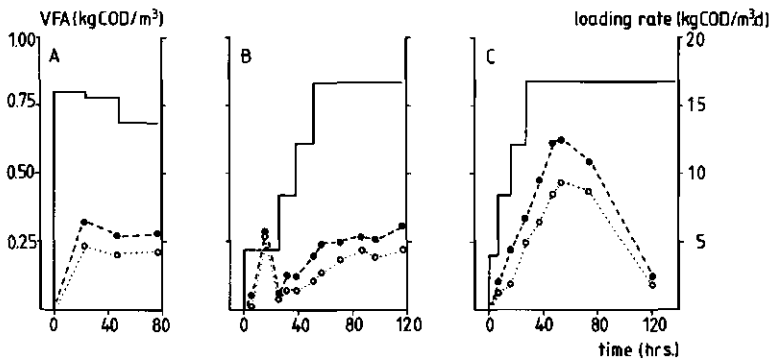 VFA (kgCOD/m³) loading rate (kgCOD/m³d)
1.00 A B C 20
0.75 15
0.50 10
0.25 5
0 40 80 0 40 80 120 0 40 80 120
time (hrs.)